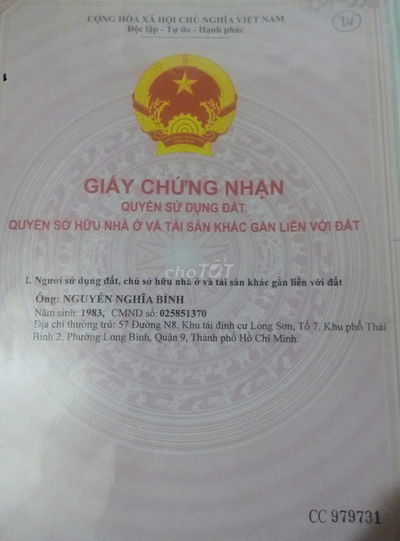 CỘNG HÒA XÃ HỘI CHỦ NGHĨA VIỆT NAM
Độc lập - Tự do - Hạnh phúc
GIẤY CHỨNG NHẬN
QUYỀN SỬ DỤNG ĐẤT
QUYỀN SỞ HỮU NHÀ Ở VÀ TÀI SẢN KHÁC GẮN LIỀN VỚI ĐẤT
I. Người sử dụng đất, chủ sở hữu nhà ở và tài sản khác gắn liền với đất
choTỐT
Ông: NGUYỄN NGHĨA BÌNH
Năm sinh: 1983, CMND số: 025851370
Địa chỉ thường trú: 57 Đường N8, Khu tái định cư Long Sơn, Tổ 7, Khu phố Thái
Bình 2, Phường Long Bình, Quận 9, Thành phố Hồ Chí Minh.
CC 979731